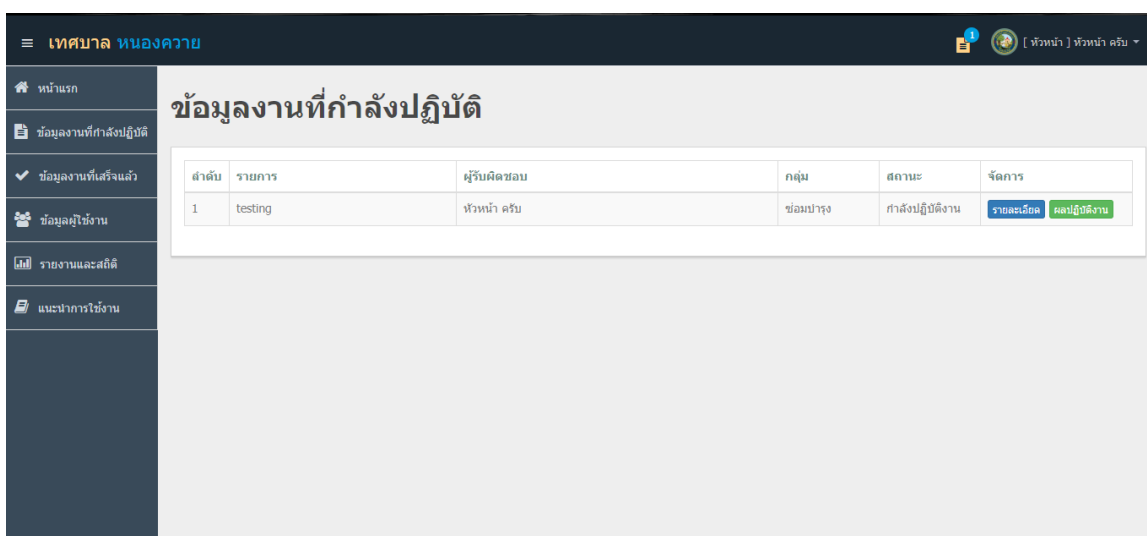 เทศบาล หนองควาย
1
[ หัวหน้า ] หัวหน้า ครับ
หน้าแรก
ข้อมูลงานที่กำลังปฏิบัติ
ข้อมูลงานที่เสร็จแล้ว
ข้อมูลผู้ใช้งาน
รายงานและสถิติ
แนะนำการใช้งาน
ข้อมูลงานที่กำลังปฏิบัติ
ลำดับ รายการ ผู้รับผิดชอบ กลุ่ม สถานะ จัดการ
1 testing หัวหน้า ครับ ซ่อมบำรุง กำลังปฏิบัติงาน รายละเอียด ผลปฏิบัติงาน